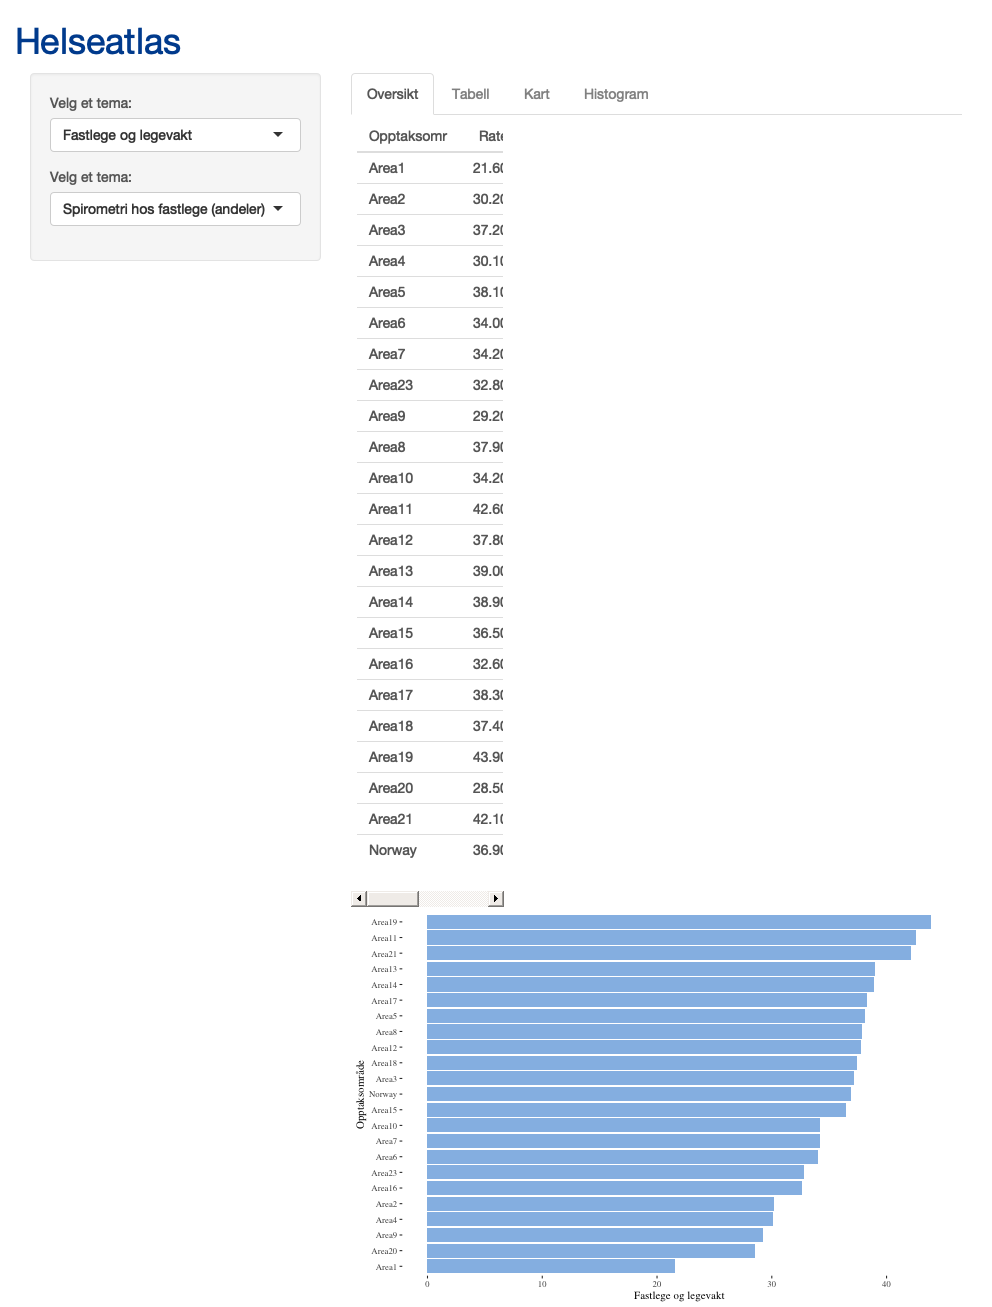 Helseatlas
Velg et tema:
Fastlege og legevakt
Velg et tema:
Spirometri hos fastlege (andeler)
Oversikt Tabell Kart Histogram
Opptaksomr Rate
Area1 21.60
Area2 30.20
Area3 37.20
Area4 30.10
Area5 38.10
Area6 34.00
Area7 34.20
Area23 32.80
Area9 29.20
Area8 37.90
Area10 34.20
Area11 42.60
Area12 37.80
Area13 39.00
Area14 38.90
Area15 36.50
Area16 32.60
Area17 38.30
Area18 37.40
Area19 43.90
Area20 28.50
Area21 42.10
Norway 36.90
Opptaksområde
Area19
Area11
Area21
Area13
Area14
Area17
Area5
Area8
Area12
Area18
Area3
Norway
Area15
Area10
Area7
Area6
Area23
Area16
Area2
Area4
Area9
Area20
Area1
0 10 20 30 40
Fastlege og legevakt